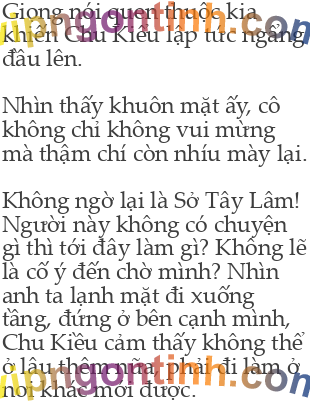 Giọng nói quen thuộc kia
khiến Chu Kiều lập tức ngẩng
đầu lên.
Nhìn thấy khuôn mặt ấy, cô
không chỉ không vui mừng
mà thậm chí còn nhíu mày lại.
Không ngờ lại là Sở Tây Lâm!
Người này không có chuyện
gì thì tới đây làm gì? Không lẽ
là cố ý đến chờ mình? Nhìn
anh ta lạnh mặt đi xuống
tầng, đứng ở bên cạnh mình,
Chu Kiều cảm thấy không thể
ở lâu thêm nữa, phải đi làm ở
nơi khác mới được.
vipngontinh.com
vipngontinh.com